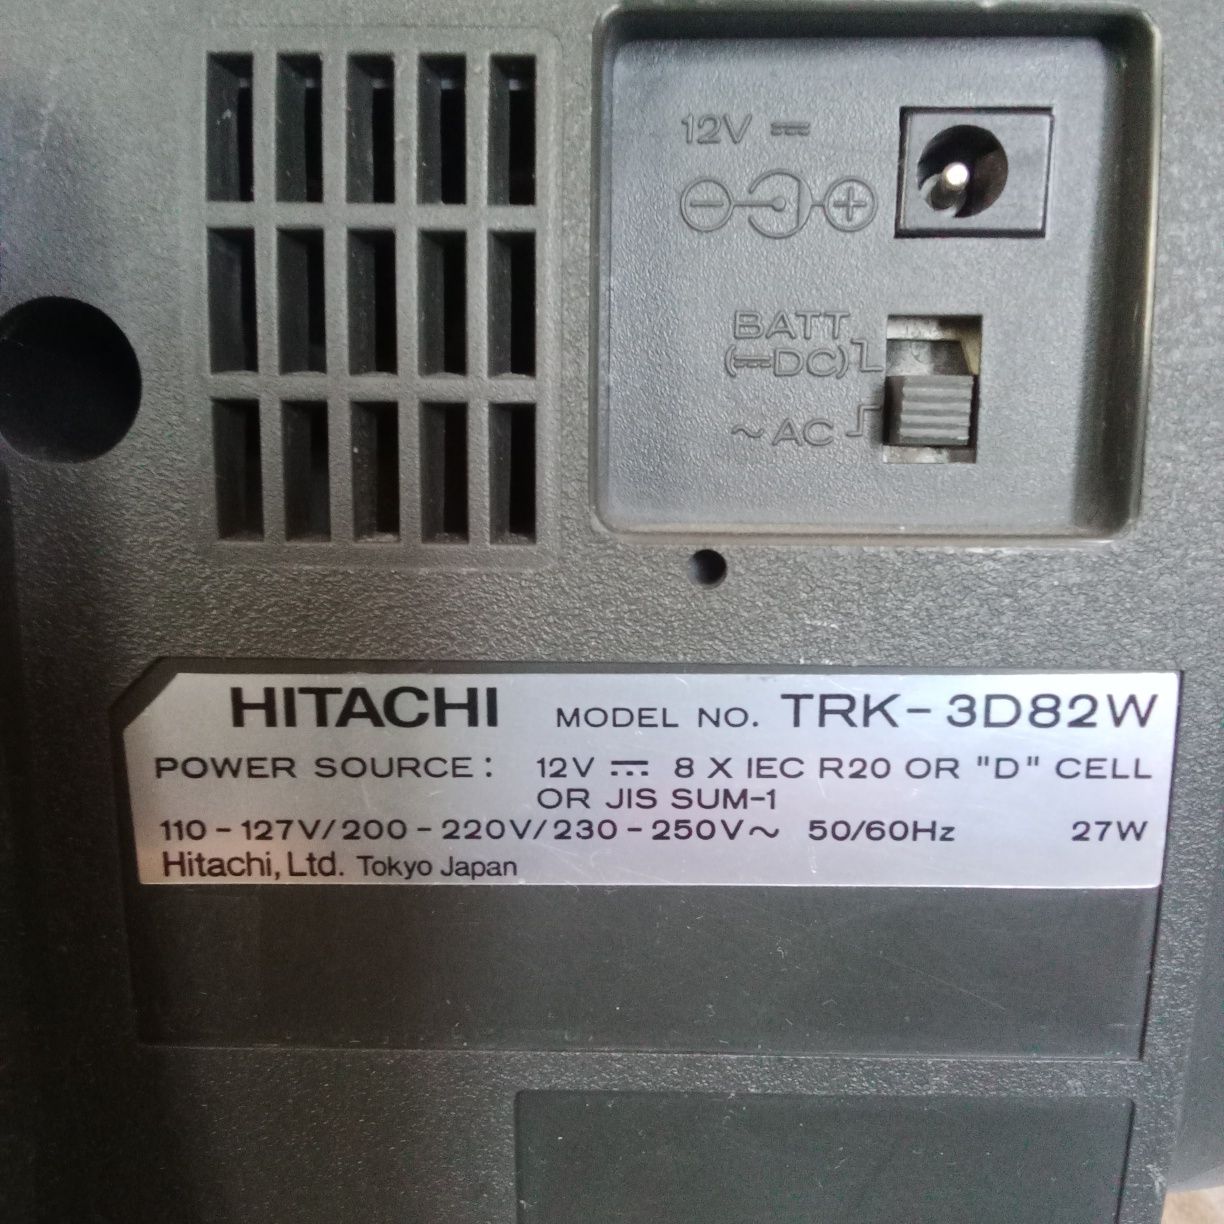 12V ⎓
⊖ ⊕
BATT
(⎓DC)
~AC
HITACHI MODEL NO. TRK-3D82W
POWER SOURCE: 12V ⎓ 8 X IEC R20 OR "D" CELL
OR JIS SUM-1
110-127V/200-220V/230-250V~ 50/60Hz 27W
Hitachi, Ltd. Tokyo Japan